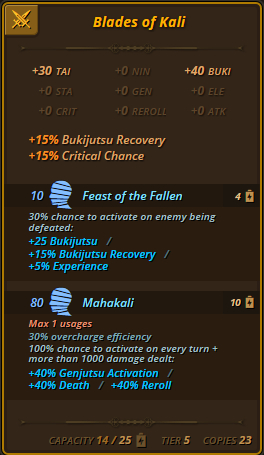 Blades of Kali
+30 TAI +0 NIN +40 BUKI
+0 STA +0 GEN +0 ELE
+0 CRIT +0 REROLL +0 ATK
+15% Bukijutsu Recovery
+15% Critical Chance
10 Feast of the Fallen 4
30% chance to activate on enemy being
defeated:
+25 Bukijutsu /
+15% Bukijutsu Recovery /
+5% Experience
80 Mahakali 10
Max 1 usages
30% overcharge efficiency
100% chance to activate on every turn +
more than 1000 damage dealt:
+40% Genjutsu Activation /
+40% Death / +40% Reroll
CAPACITY 14 / 25 TIER 5 COPIES 23